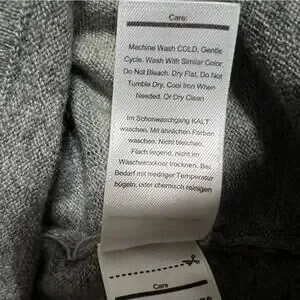 Care:
Machine Wash COLD, Gentle
Cycle. Wash With Similar Color
Do Not Bleach. Dry Flat. Do Not
Tumble Dry. Cool Iron When
Needed. Or Dry Clean
im Schonwaschgang KALT
waschen. Mit ähnlichen Farben
waschen. Nicht bleichen.
Flach liegend, nicht im
Wäschetrockner trocknen. Bei
Bedarf mit niedriger Temperatur
bügeln, oder chemisch reinigen
Care